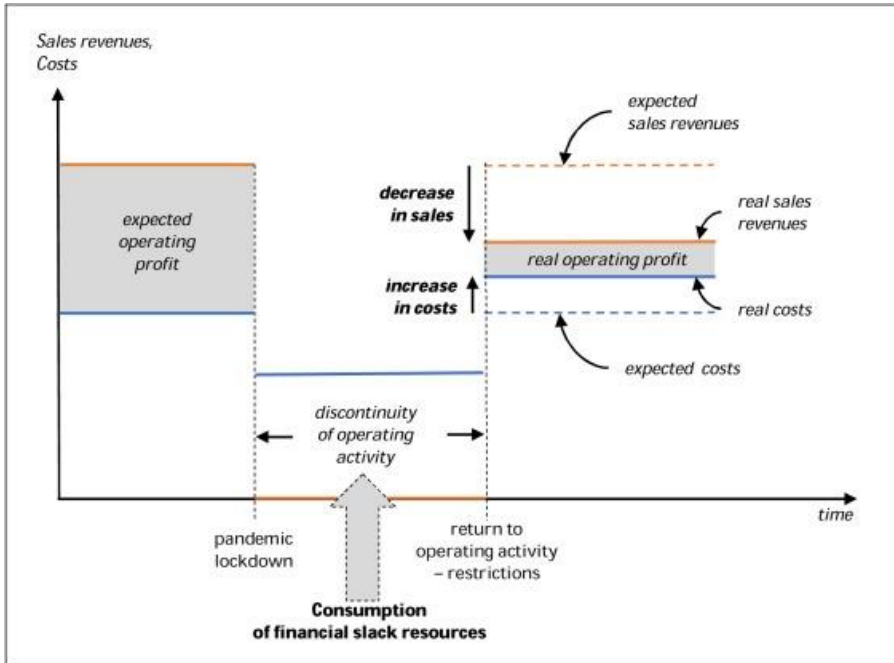 Sales revenues,
Costs
expected
sales revenues
decrease
in sales
real sales
revenues
expected
operating
profit
real operating profit
increase
in costs
real costs
expected costs
discontinuity
of operating
activity
time
pandemic
lockdown
return to
operating activity
– restrictions
Consumption
of financial slack resources